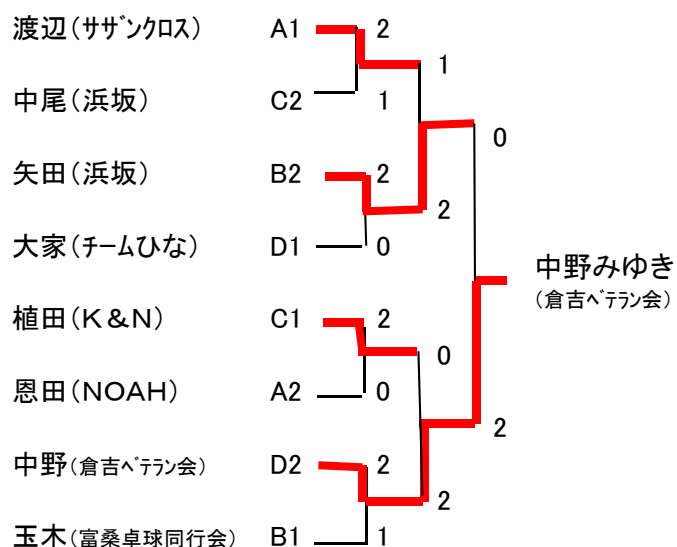 渡辺(サザンクロス) A1 2
1
中尾(浜坂) C2 1
0
矢田(浜坂) B2 2
2
大家(チームひな) D1 0
中野みゆき
(倉吉ベテラン会)
植田(K&N) C1 2
0
恩田(NOAH) A2 0
2
中野(倉吉ベテラン会) D2 2
2
玉木(富桑卓球同行会) B1 1